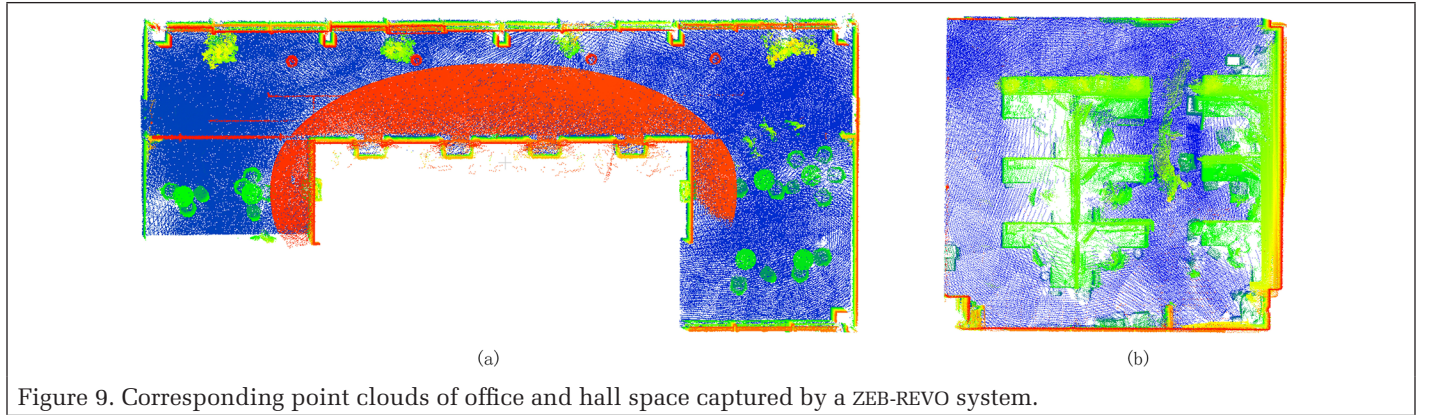 (a)
(b)
Figure 9. Corresponding point clouds of office and hall space captured by a ZEB-REVO system.